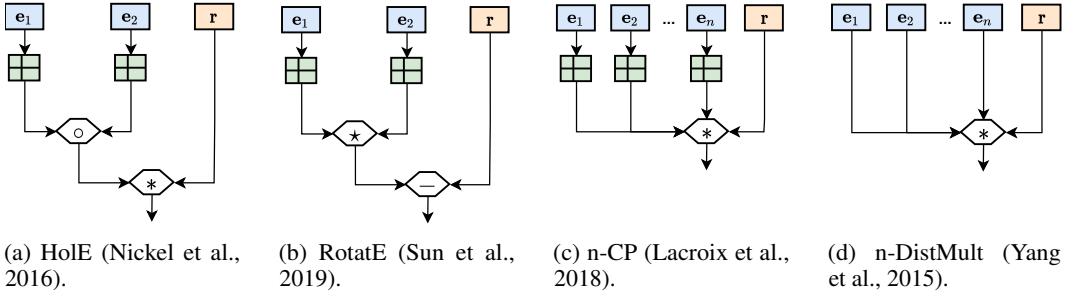 e1 e2 r
e1 e2 r
e1 e2 ... en r
e1 e2 ... en r
∘
*
⋆
−
*
*
(a) HolE (Nickel et al.,
2016).
(b) RotatE (Sun et al.,
2019).
(c) n-CP (Lacroix et al.,
2018).
(d) n-DistMult (Yang
et al., 2015).